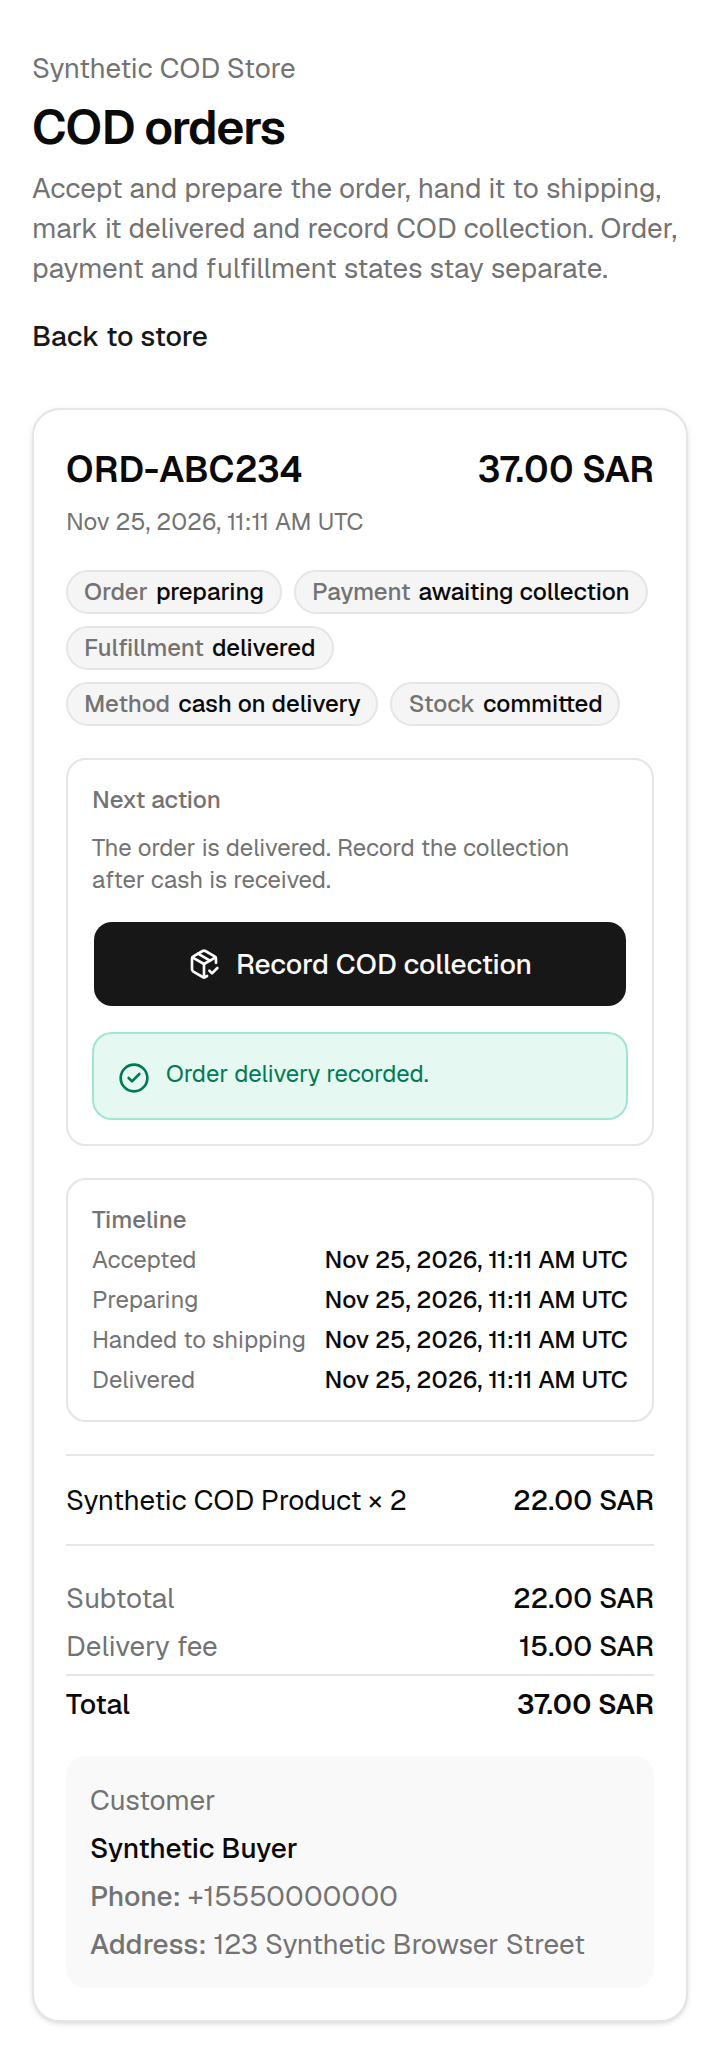 Synthetic COD Store
COD orders
Accept and prepare the order, hand it to shipping,
mark it delivered and record COD collection. Order,
payment and fulfillment states stay separate.
Back to store
ORD-ABC234 37.00 SAR
Nov 25, 2026, 11:11 AM UTC
Order preparing Payment awaiting collection
Fulfillment delivered
Method cash on delivery Stock committed
Next action
The order is delivered. Record the collection
after cash is received.
Record COD collection
Order delivery recorded.
Timeline
Accepted Nov 25, 2026, 11:11 AM UTC
Preparing Nov 25, 2026, 11:11 AM UTC
Handed to shipping Nov 25, 2026, 11:11 AM UTC
Delivered Nov 25, 2026, 11:11 AM UTC
Synthetic COD Product × 2 22.00 SAR
Subtotal 22.00 SAR
Delivery fee 15.00 SAR
Total 37.00 SAR
Customer
Synthetic Buyer
Phone: +15550000000
Address: 123 Synthetic Browser Street